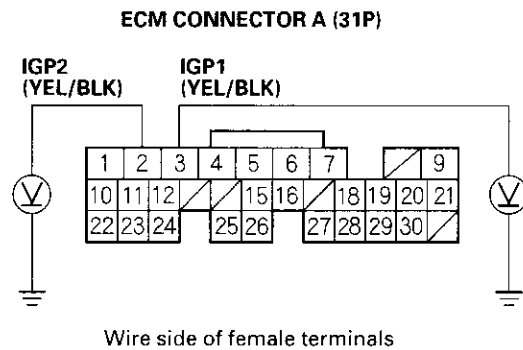 ECM CONNECTOR A (31P)
IGP2 IGP1
(YEL/BLK) (YEL/BLK)
1 2 3 4 5 6 7 9
V 10 11 12 15 16 18 19 20 21 V
22 23 24 25 26 27 28 29 30
Wire side of female terminals